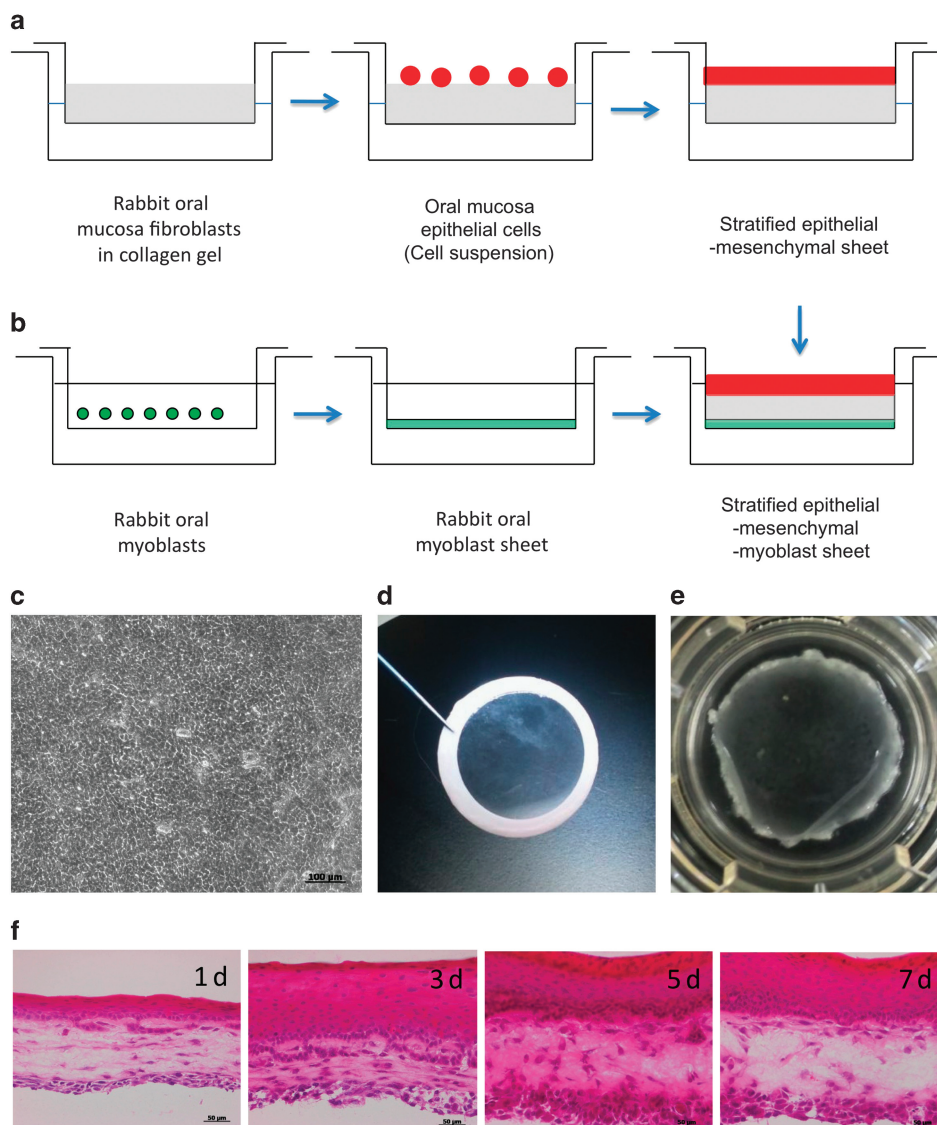 a
Rabbit oral
mucosa fibroblasts
in collagen gel
Oral mucosa
epithelial cells
(Cell suspension)
Stratified epithelial
-mesenchymal sheet
b
Rabbit oral
myoblasts
Rabbit oral
myoblast sheet
Stratified epithelial
-mesenchymal
-myoblast sheet
c
d
e
100 µm
f
1 d
3 d
5 d
7 d
50 µm
50 µm
50 µm
50 µm